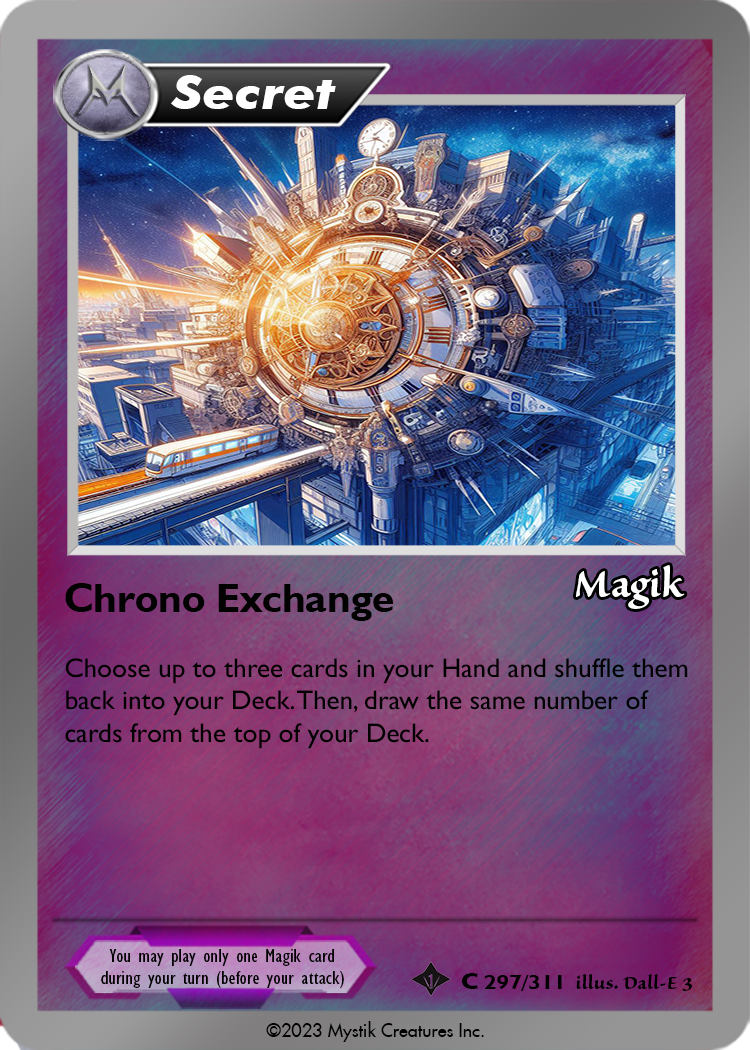 Secret
Chrono Exchange
Magik
Choose up to three cards in your Hand and shuffle them
back into your Deck. Then, draw the same number of
cards from the top of your Deck.
You may play only one Magik card
during your turn (before your attack)
1
C 297/311 illus. Dall-E 3
©2023 Mystik Creatures Inc.